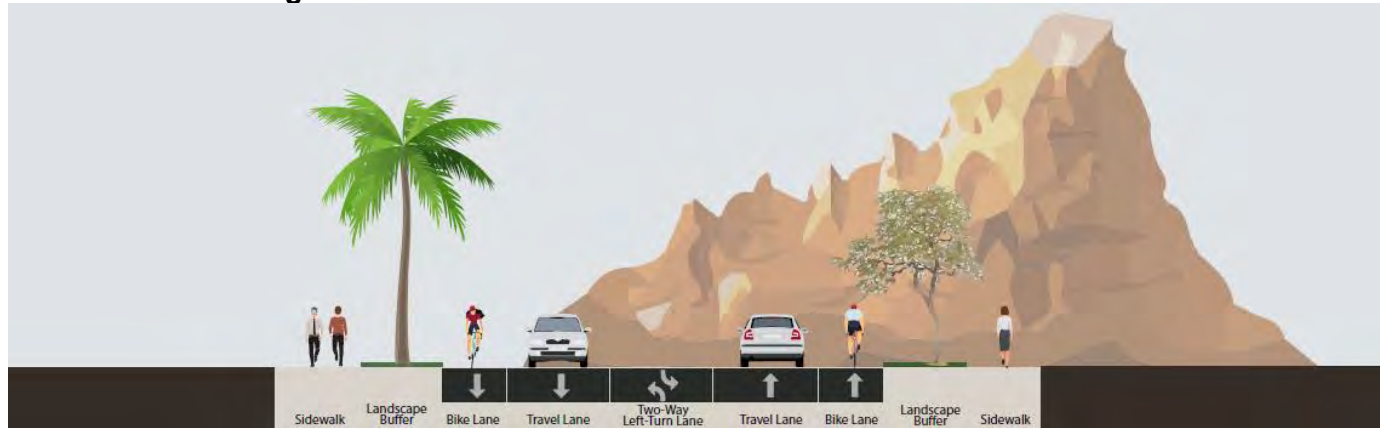 Sidewalk
Landscape
Buffer
Bike Lane
Travel Lane
Two-Way
Left-Turn Lane
Travel Lane
Bike Lane
Landscape
Buffer
Sidewalk